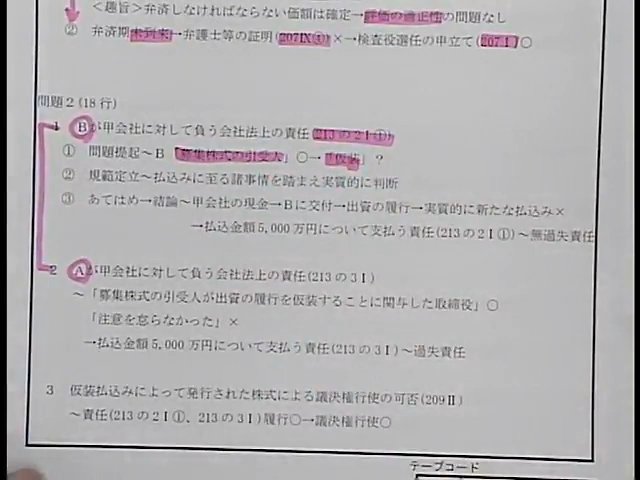 <趣旨>弁済しなければならない価額は確定→評価の適正性の問題なし
② 弁済期未到来→弁護士等の証明(207Ⅸ⑤)×→検査役選任の申立て(207Ⅰ)○
問題2(18行)
1 Bが甲会社に対して負う会社法上の責任(213の2Ⅰ①)
① 問題提起～B「募集株式の引受人」○→「仮装」?
② 規範定立～払込みに至る諸事情を踏まえ実質的に判断
③ あてはめ→結論～甲会社の現金→Bに交付→出資の履行→実質的に新たな払込み×
→払込金額5,000万円について支払う責任(213の2Ⅰ①)～無過失責任
2 Aが甲会社に対して負う会社法上の責任(213の3Ⅰ)
～「募集株式の引受人が出資の履行を仮装することに関与した取締役」○
「注意を怠らなかった」×
→払込金額5,000万円について支払う責任(213の3Ⅰ)～過失責任
3 仮装払込みによって発行された株式による議決権行使の可否(209Ⅱ)
～責任(213の2Ⅰ①、213の3Ⅰ)履行○→議決権行使○
テープコード